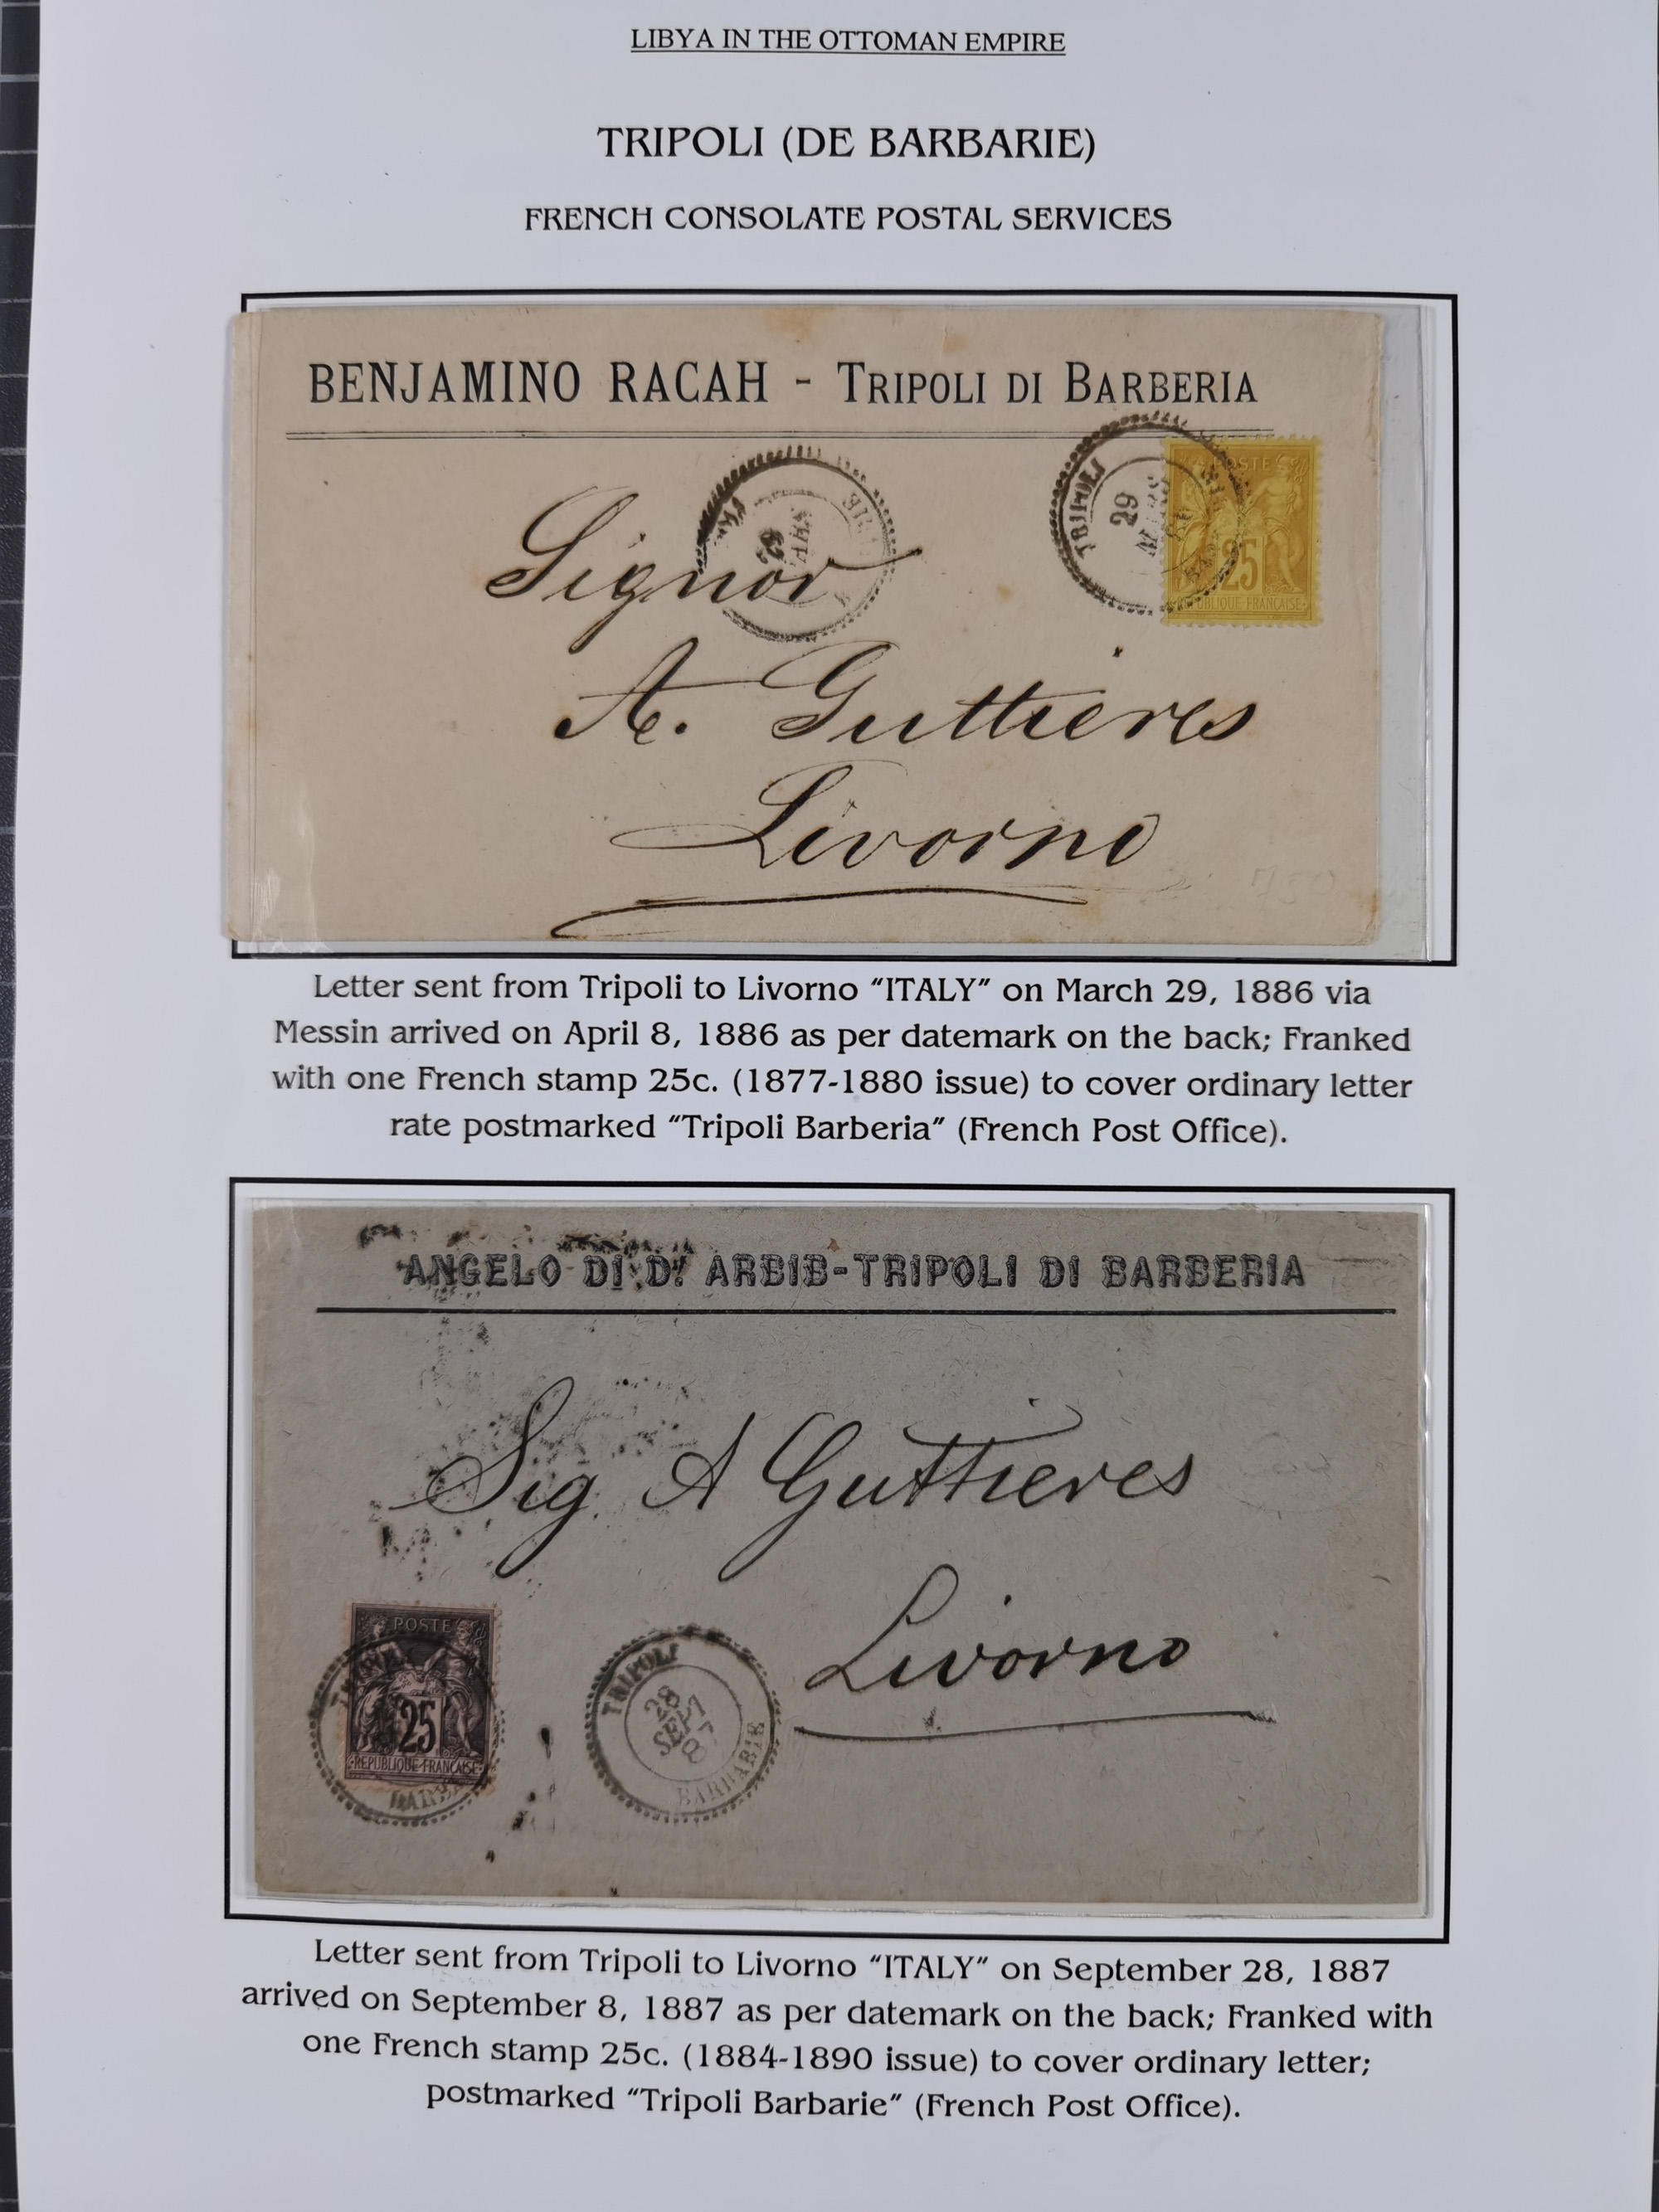 LIBYA IN THE OTTOMAN EMPIRE
TRIPOLI (DE BARBARIE)
FRENCH CONSOLATE POSTAL SERVICES
BENJAMINO RACAH - TRIPOLI DI BARBERIA
TRIPOLI
29
MARS
POSTE
25
REPUBLIQUE FRANCAISE
Signor
A. Guttieres
Livorno
750
Letter sent from Tripoli to Livorno “ITALY” on March 29, 1886 via
Messin arrived on April 8, 1886 as per datemark on the back; Franked
with one French stamp 25c. (1877-1880 issue) to cover ordinary letter
rate postmarked “Tripoli Barberia” (French Post Office).
ANGELO DI D. ARBIB-TRIPOLI DI BARBERIA
Sig. A Guttieres
Livorno
POSTE
25
REPUBLIQUE FRANCAISE
TRIPOLI
28
SEPT
87
BARBARIE
Letter sent from Tripoli to Livorno “ITALY” on September 28, 1887
arrived on September 8, 1887 as per datemark on the back; Franked with
one French stamp 25c. (1884-1890 issue) to cover ordinary letter;
postmarked “Tripoli Barbarie” (French Post Office).